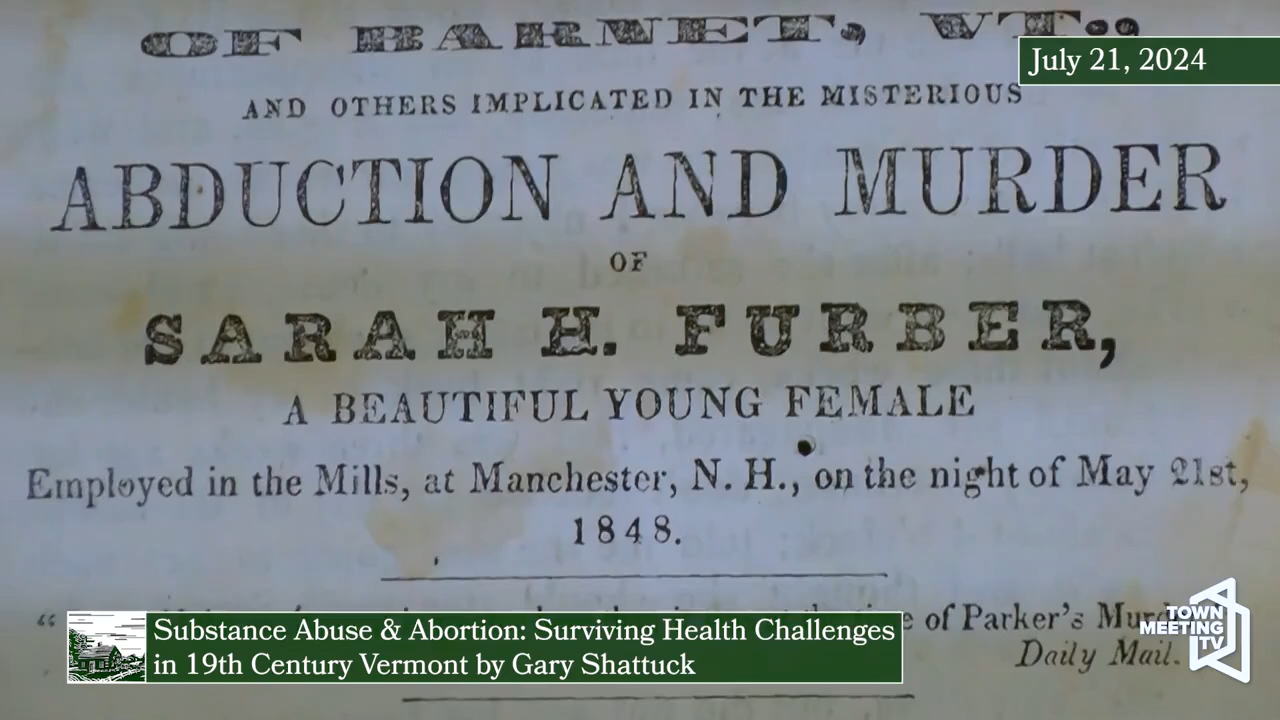 OF BARNET, VT.,
July 21, 2024
AND OTHERS IMPLICATED IN THE MISTERIOUS
ABDUCTION AND MURDER
OF
SARAH H. FURBER,
A BEAUTIFUL YOUNG FEMALE
Employed in the Mills, at Manchester, N. H., on the night of May 21st,
1848.
of Parker's
Daily Mail.
Substance Abuse & Abortion: Surviving Health Challenges
in 19th Century Vermont by Gary Shattuck
TOWN
MEETING
TV